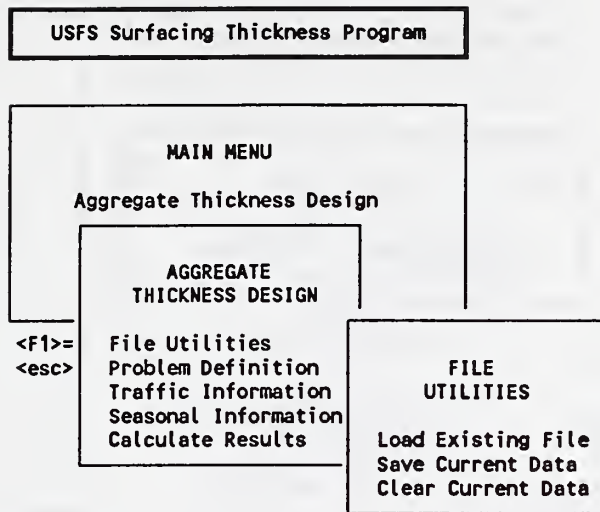 USFS Surfacing Thickness Program
MAIN MENU
Aggregate Thickness Design
AGGREGATE
THICKNESS DESIGN
<F1>=
<esc>
File Utilities
Problem Definition
Traffic Information
Seasonal Information
Calculate Results
FILE
UTILITIES
Load Existing File
Save Current Data
Clear Current Data